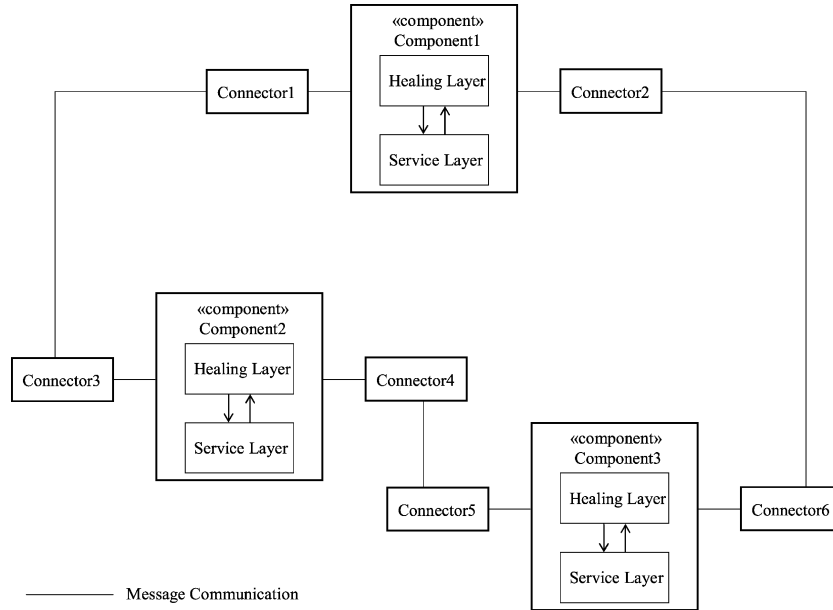 «component»
Component1
Healing Layer
Service Layer
Connector1
Connector2
«component»
Component2
Healing Layer
Service Layer
Connector3
Connector4
«component»
Component3
Healing Layer
Service Layer
Connector5
Connector6
Message Communication